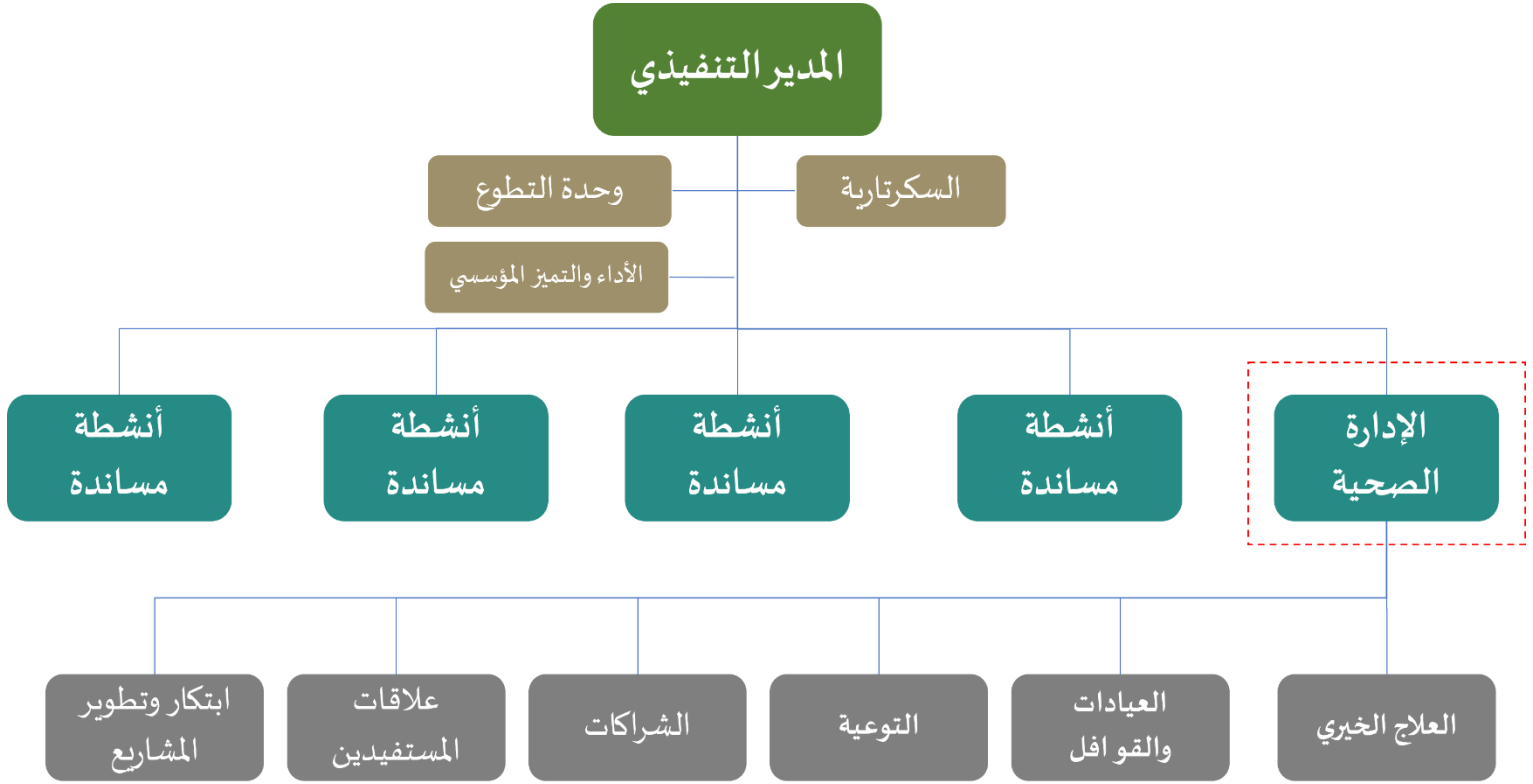 المدير التنفيذي
السكرتارية
وحدة التطوع
الأداء والتميز المؤسسي
الإدارة
الصحية
أنشطة
مساندة
أنشطة
مساندة
أنشطة
مساندة
أنشطة
مساندة
العلاج الخيري
العيادات
والقوافل
التوعية
الشراكات
علاقات
المستفيدين
ابتكار وتطوير
المشاريع